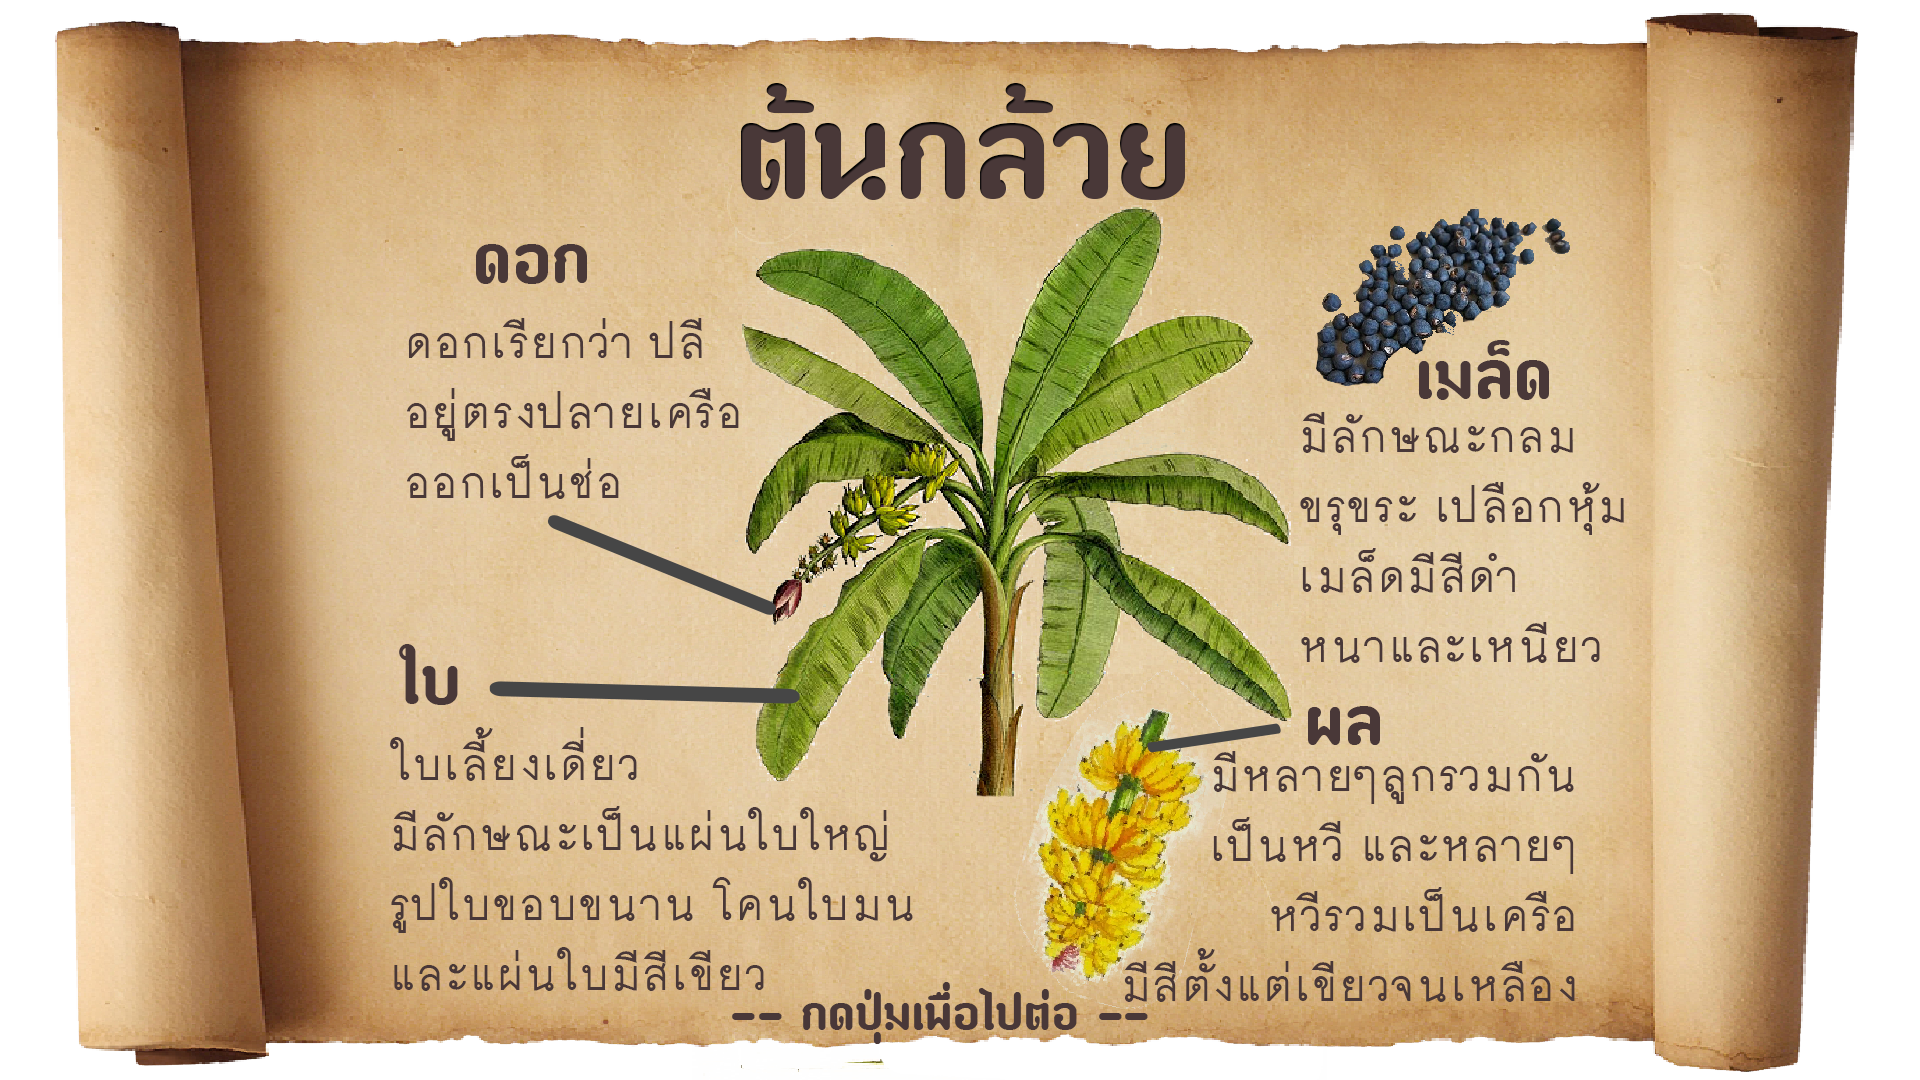 ต้นกล้วย
ดอก
ดอกเรียกว่า ปลี
อยู่ตรงปลายเครือ
ออกเป็นช่อ
ใบ
ใบเลี้ยงเดี่ยว
มีลักษณะเป็นแผ่นใบใหญ่
รูปใบขอบขนาน โคนใบมน
และแผ่นใบมีสีเขียว
เมล็ด
มีลักษณะกลม
ขรุขระ เปลือกหุ้ม
เมล็ดมีสีดำ
หนาและเหนียว
ผล
มีหลายๆลูกรวมกัน
เป็นหวี และหลายๆ
หวีรวมเป็นเครือ
มีสีตั้งแต่เขียวจนเหลือง
-- กดปุ่มเพื่อไปต่อ --